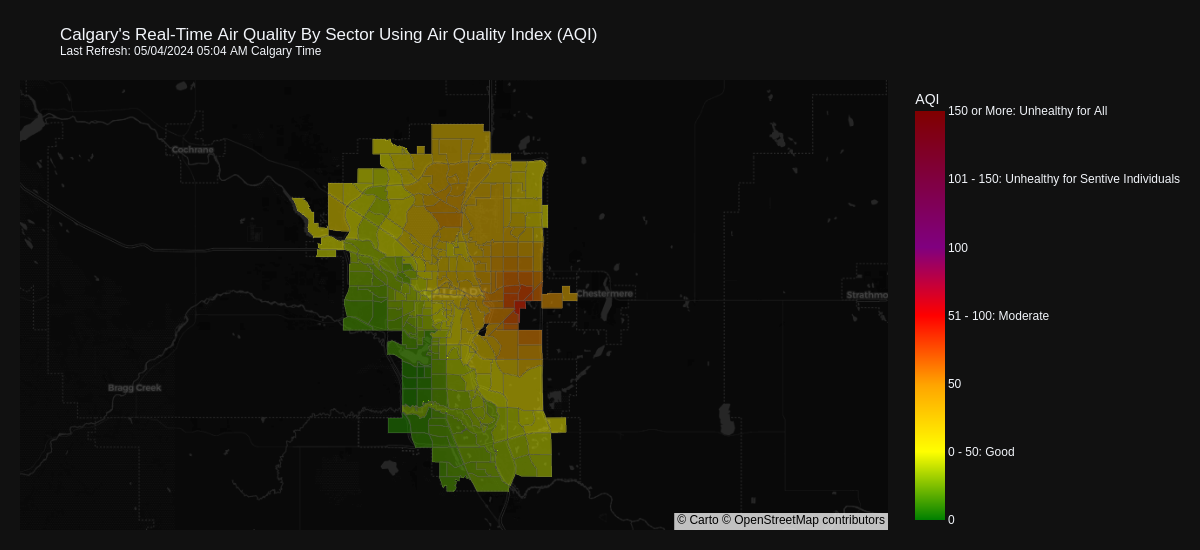 Calgary's Real-Time Air Quality By Sector Using Air Quality Index (AQI)
Last Refresh: 05/04/2024 05:04 AM Calgary Time
AQI
150 or More: Unhealthy for All
Cochrane
101 - 150: Unhealthy for Sentive Individuals
100
CALGARY
Chestermere
Strathmo
51 - 100: Moderate
50
Bragg Creek
0 - 50: Good
0
© Carto © OpenStreetMap contributors